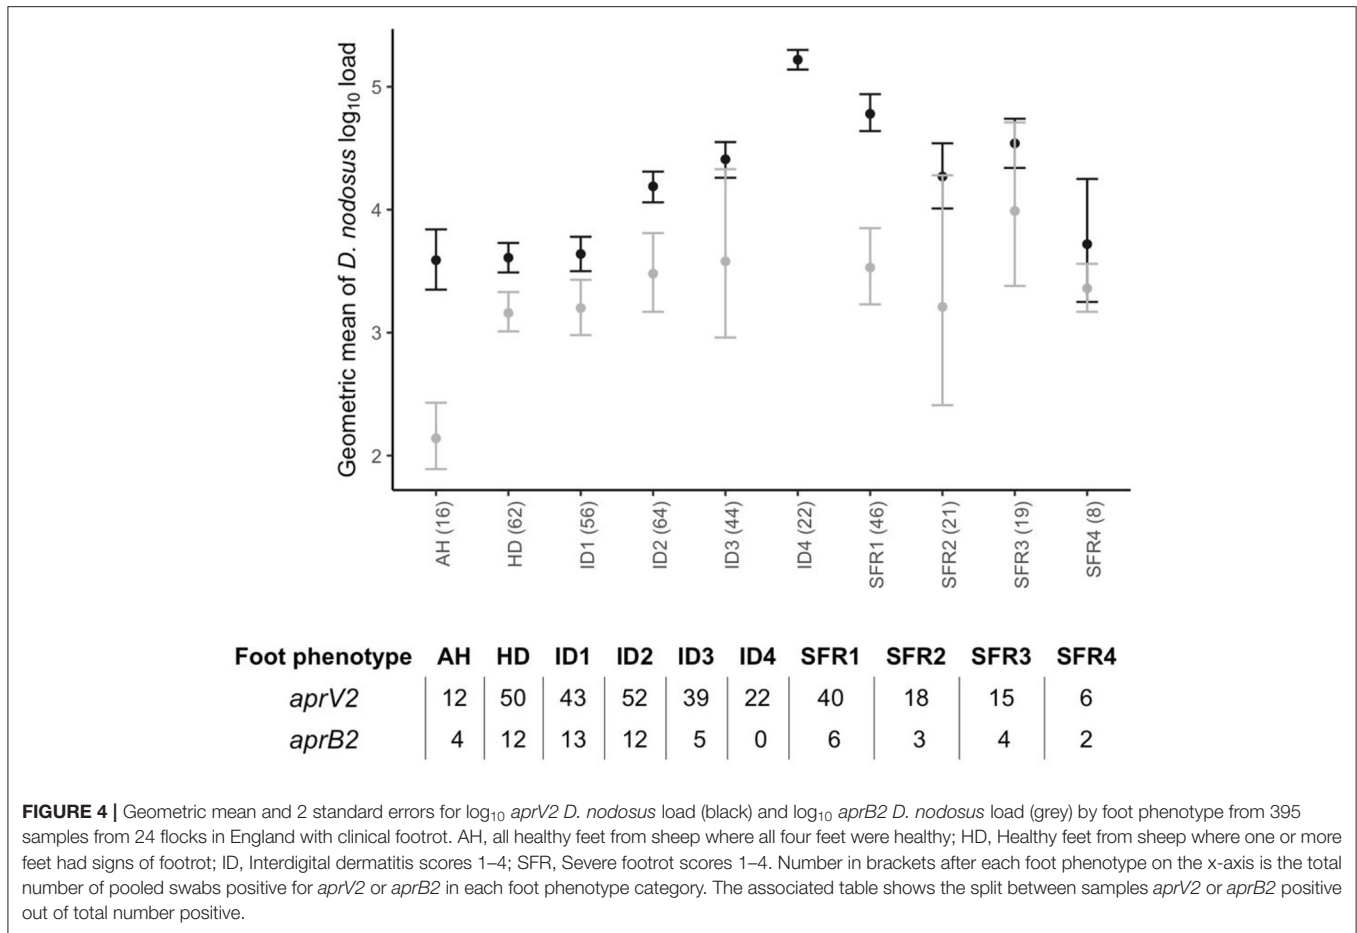 Geometric mean of D. nodosus log10 load
5
4
3
2
AH (16)
HD (62)
ID1 (56)
ID2 (64)
ID3 (44)
ID4 (22)
SFR1 (46)
SFR2 (21)
SFR3 (19)
SFR4 (8)
Foot phenotype AH HD ID1 ID2 ID3 ID4 SFR1 SFR2 SFR3 SFR4
aprV2 12 50 43 52 39 22 40 18 15 6
aprB2 4 12 13 12 5 0 6 3 4 2
FIGURE 4 | Geometric mean and 2 standard errors for log10 aprV2 D. nodosus load (black) and log10 aprB2 D. nodosus load (grey) by foot phenotype from 395
samples from 24 flocks in England with clinical footrot. AH, all healthy feet from sheep where all four feet were healthy; HD, Healthy feet from sheep where one or more
feet had signs of footrot; ID, Interdigital dermatitis scores 1–4; SFR, Severe footrot scores 1–4. Number in brackets after each foot phenotype on the x-axis is the total
number of pooled swabs positive for aprV2 or aprB2 in each foot phenotype category. The associated table shows the split between samples aprV2 or aprB2 positive
out of total number positive.